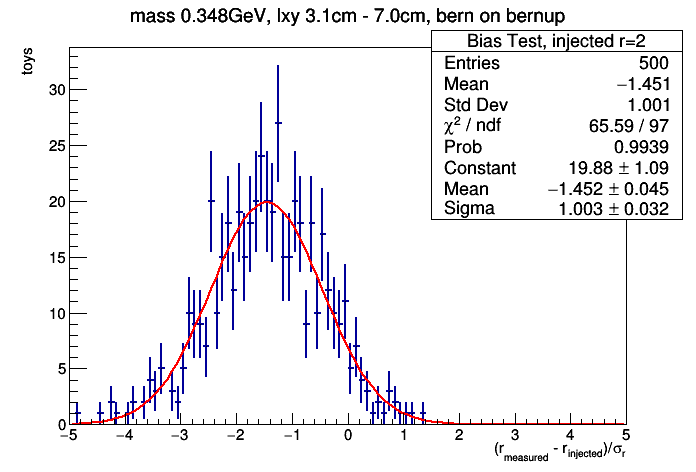 mass 0.348GeV, lxy 3.1cm - 7.0cm, bern on bernup
Bias Test, injected r=2
Entries 500
Mean −1.451
Std Dev 1.001
χ² / ndf 65.59 / 97
Prob 0.9939
Constant 19.88 ± 1.09
Mean −1.452 ± 0.045
Sigma 1.003 ± 0.032
toys
30
25
20
15
10
5
0
−5 −4 −3 −2 −1 0 1 2 3 4 5
(r_measured - r_injected)/σ_r